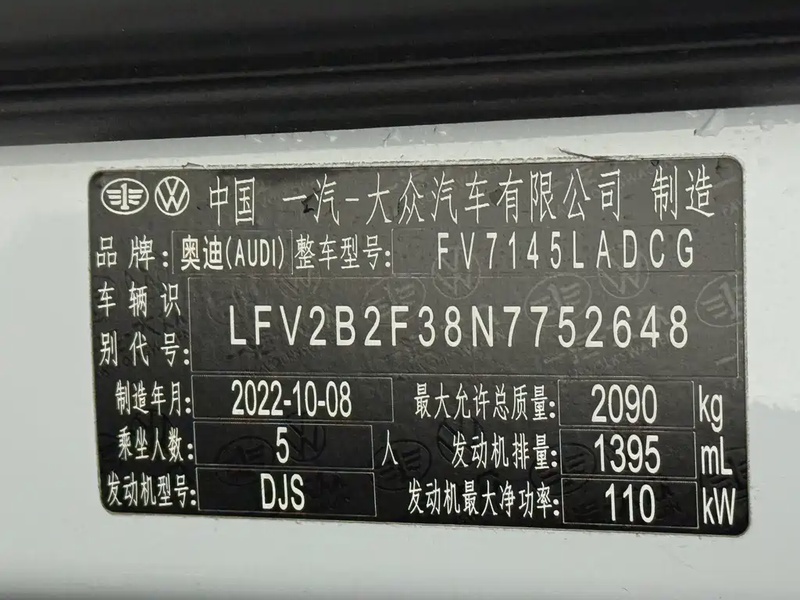 中国 一汽-大众汽车有限公司 制造
品牌: 奥迪(AUDI) 整车型号: FV7145LADCG
车辆识别代号: LFV2B2F38N7752648
制造年月: 2022-10-08 最大允许总质量: 2090 kg
乘坐人数: 5 人 发动机排量: 1395 mL
发动机型号: DJS 发动机最大净功率: 110 kW